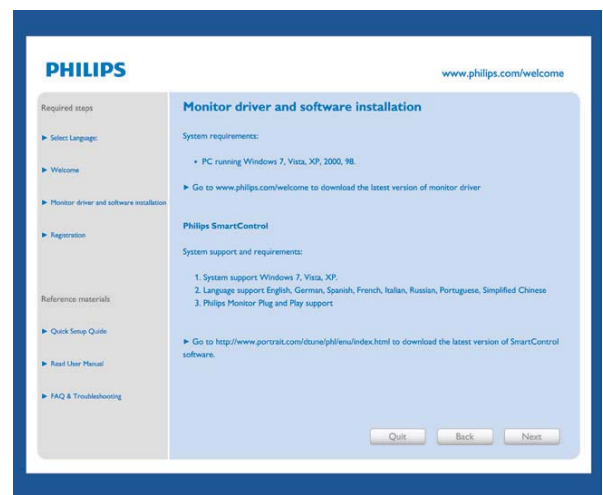 PHILIPS
www.philips.com/welcome
Required steps
► Select Language:
► Welcome
► Monitor driver and software installation
► Registration
Reference materials
► Quick Setup Quide
► Read User Manual
► FAQ & Troubleshooting
Monitor driver and software installation
System requirements:
• PC running Windows 7, Vista, XP, 2000, 98.
► Go to www.philips.com/welcome to download the latest version of monitor driver
Philips SmartControl
System support and requirements:
1. System support Windows 7, Vista, XP.
2. Language support English, German, Spanish, French, Italian, Russian, Portuguese, Simplified Chinese
3. Philips Monitor Plug and Play support
► Go to http://www.portrait.com/dtune/phl/enu/index.html to download the latest version of SmartControl
software.
Quit Back Next